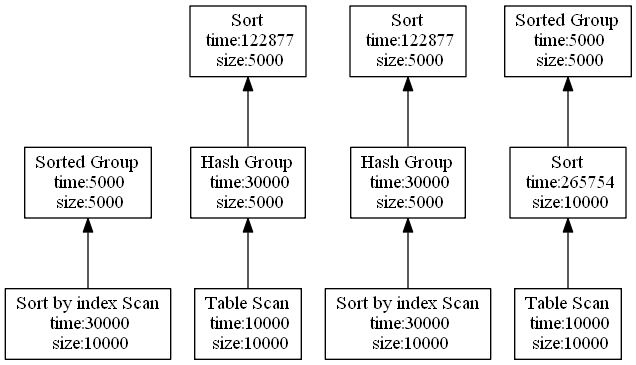 Sort
time:122877
size:5000
Sort
time:122877
size:5000
Sorted Group
time:5000
size:5000
Sorted Group
time:5000
size:5000
Hash Group
time:30000
size:5000
Hash Group
time:30000
size:5000
Sort
time:265754
size:10000
Sort by index Scan
time:30000
size:10000
Table Scan
time:10000
size:10000
Sort by index Scan
time:30000
size:10000
Table Scan
time:10000
size:10000